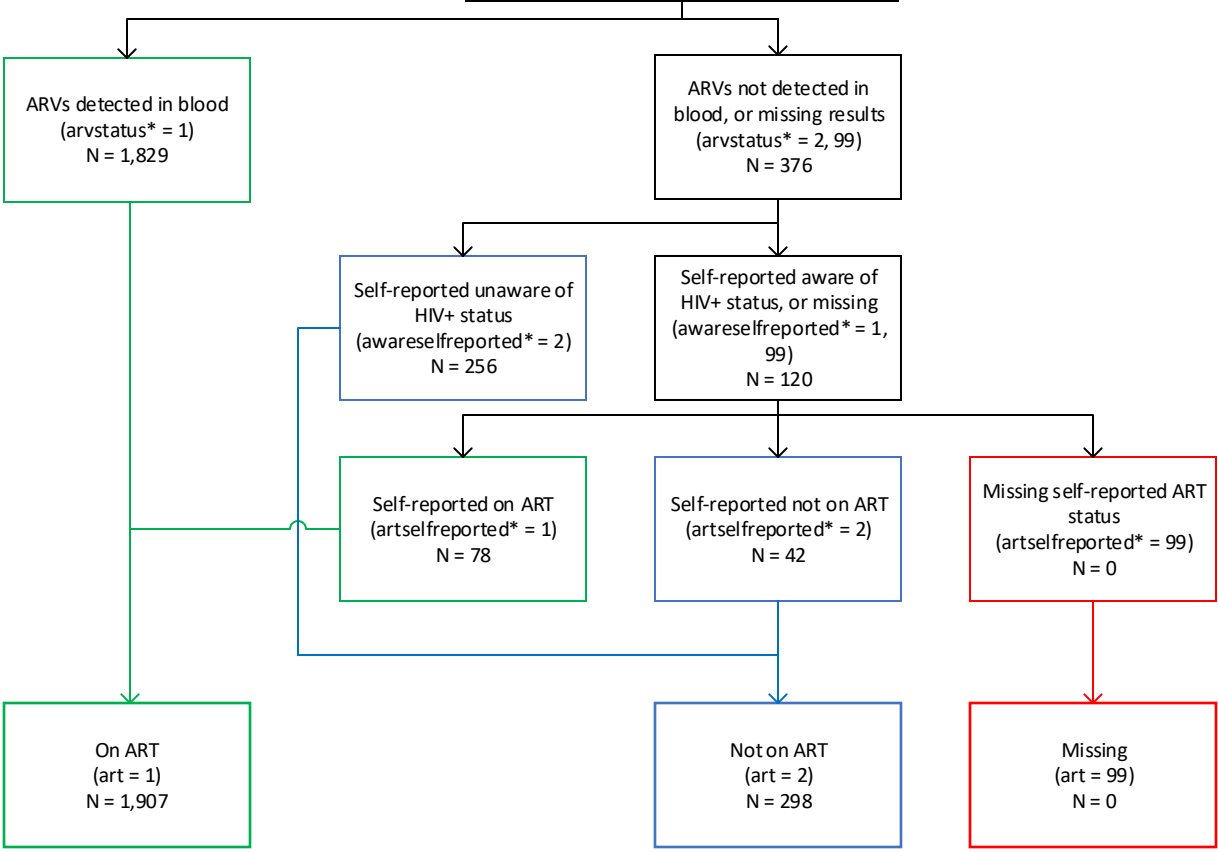 ARVs detected in blood
(arvstatus* = 1)
N = 1,829
ARVs not detected in
blood, or missing results
(arvstatus* = 2, 99)
N = 376
Self-reported unaware of
HIV+ status
(awareselfreported* = 2)
N = 256
Self-reported aware of
HIV+ status, or missing
(awareselfreported* = 1,
99)
N = 120
Self-reported on ART
(artselfreported* = 1)
N = 78
Self-reported not on ART
(artselfreported* = 2)
N = 42
Missing self-reported ART
status
(artselfreported* = 99)
N = 0
On ART
(art = 1)
N = 1,907
Not on ART
(art = 2)
N = 298
Missing
(art = 99)
N = 0